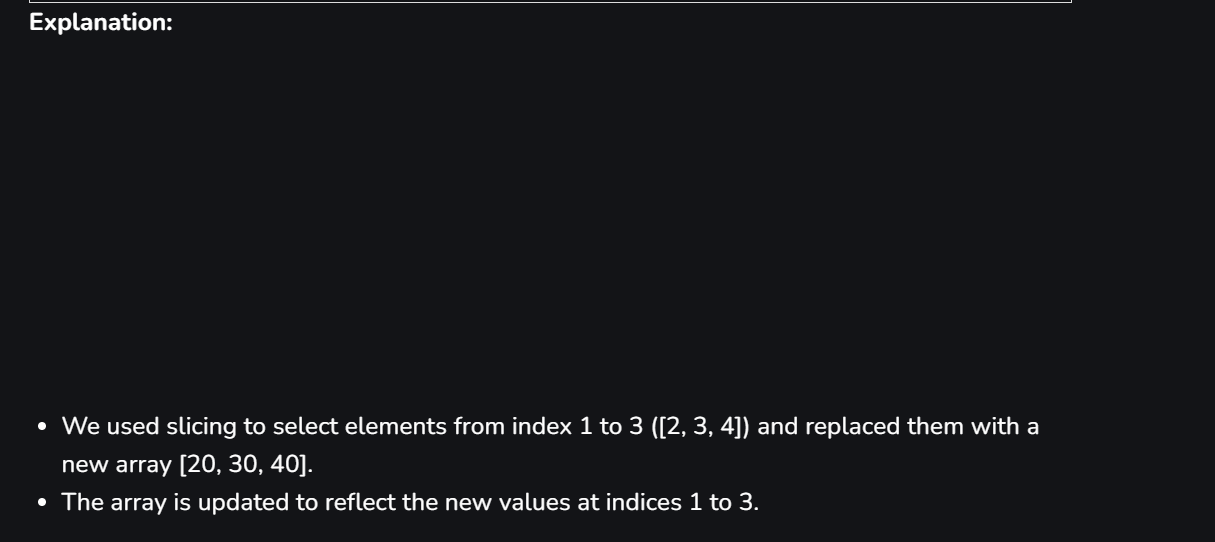 Explanation:
• We used slicing to select elements from index 1 to 3 ([2, 3, 4]) and replaced them with a
new array [20, 30, 40].
• The array is updated to reflect the new values at indices 1 to 3.